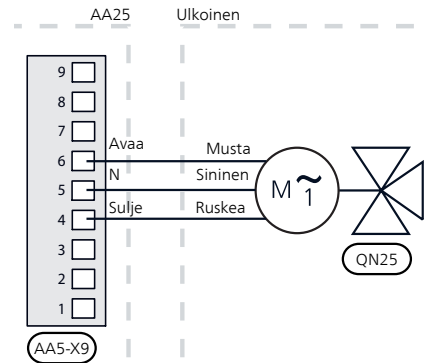 AA25 Ulkoinen
9
8
7
Avaa Musta
6
N Sininen
5
Sulje Ruskea
4
3
2
1
M ~ 1
QN25
AA5-X9